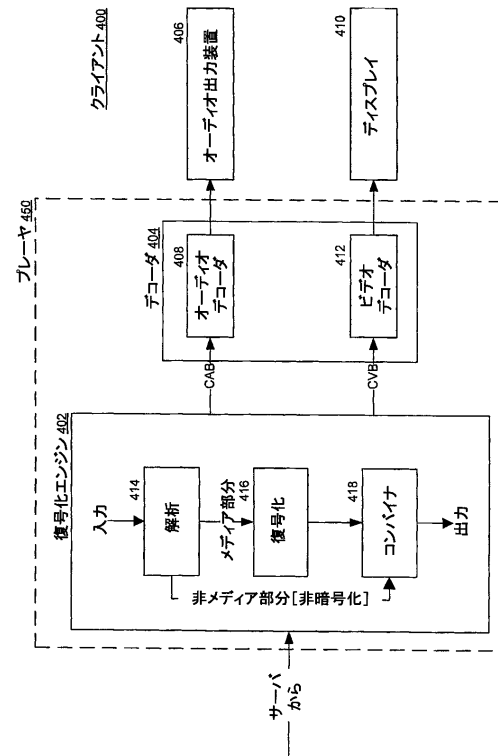 クライアント 400
プレーヤ 450
復号化エンジン 402
入力
414
解析
メディア部分
416
復号化
418
コンバイナ
出力
非メディア部分[非暗号化]
サーバ
から
CAB
CVB
デコーダ 404
408
オーディオ
デコーダ
412
ビデオ
デコーダ
406
オーディオ出力装置
410
ディスプレイ